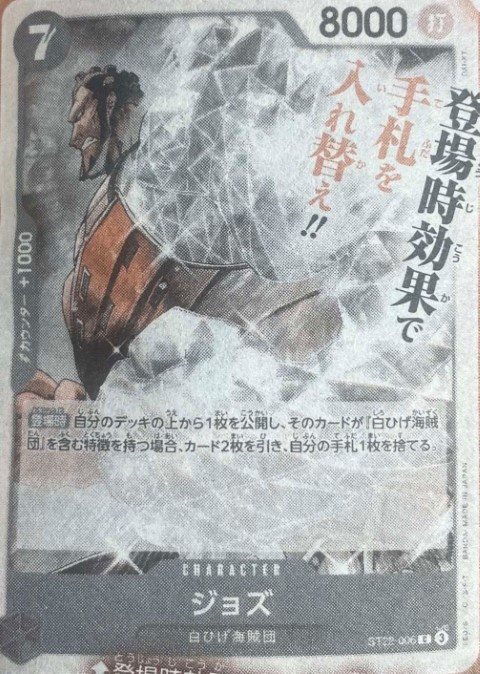 7
8000
打
登場時効果で
手札を
入れ替え!!
カウンター +1000
登場時 自分のデッキの上から1枚を公開し、そのカードが『白ひげ海賊
団』を含む特徴を持つ場合、カード2枚を引き、自分の手札1枚を捨てる。
CHARACTER
ジョズ
白ひげ海賊団
ST22-006 C
BANDAI MADE IN JAPAN